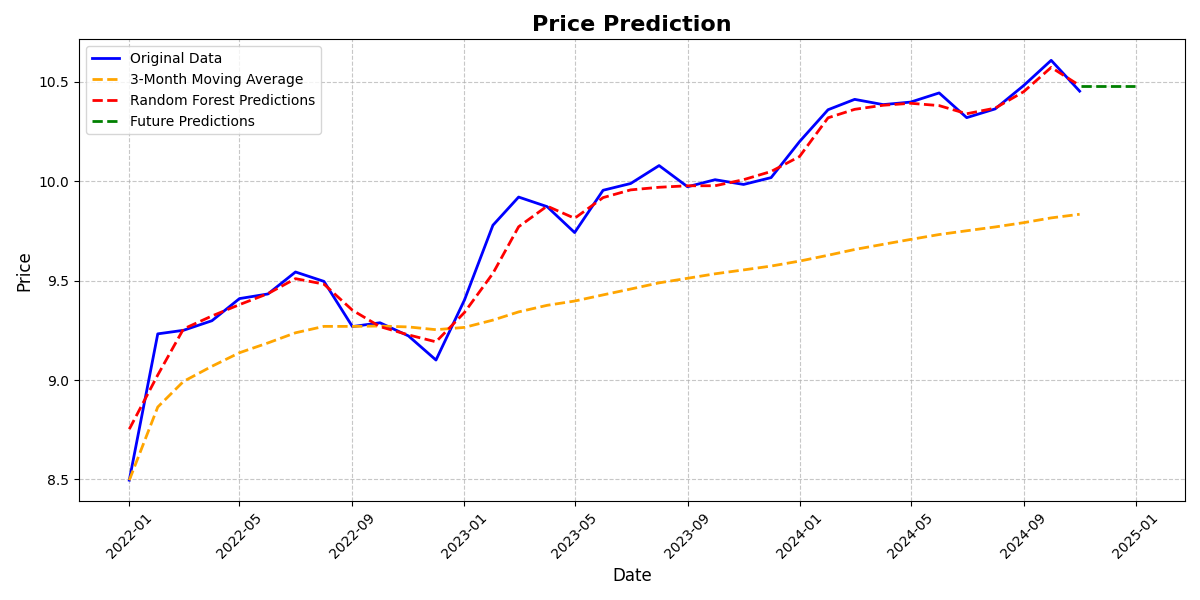 Price Prediction
Original Data
3-Month Moving Average
Random Forest Predictions
Future Predictions
Price
10.5
10.0
9.5
9.0
8.5
2022-01
2022-05
2022-09
2023-01
2023-05
2023-09
2024-01
2024-05
2024-09
2025-01
Date